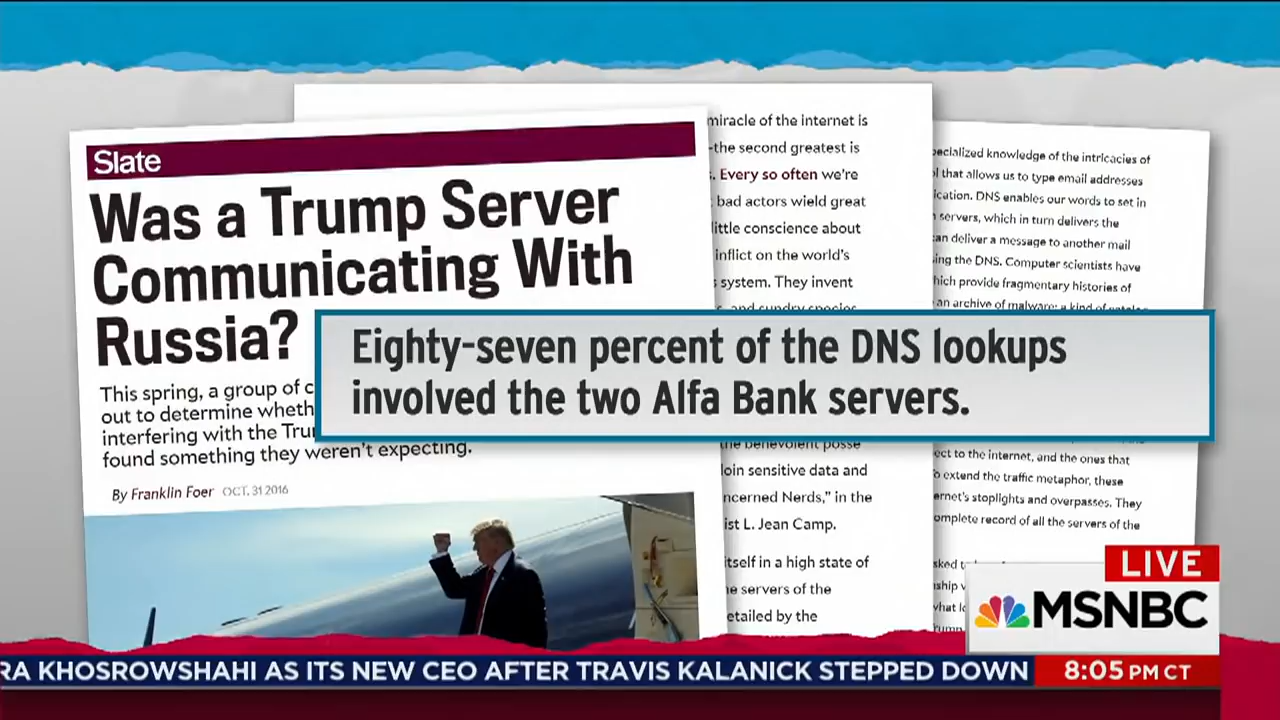 Slate
Was a Trump Server
Communicating With
Russia?
This spring, a group of c
out to determine wheth
interfering with the Tru
found something they weren't expecting.
By Franklin Foer OCT. 31 2016
miracle of the internet is
-the second greatest is
. Every so often we're
bad actors wield great
little conscience about
inflict on the world's
system. They invent
and sundry species
the benevolent posse
oin sensitive data and
ncerned Nerds," in the
ist L. Jean Camp.
itself in a high state of
e servers of the
etailed by the
ecialized knowledge of the intricacies of
l that allows us to type email addresses
ication. DNS enables our words to set in
servers, which in turn delivers the
an deliver a message to another mail
ing the DNS. Computer scientists have
hich provide fragmentary histories of
an archive of malware: a kind of
ect to the internet, and the ones that
o extend the traffic metaphor, these
ernet's stoplights and overpasses. They
omplete record of all the servers of the
Eighty-seven percent of the DNS lookups
involved the two Alfa Bank servers.
LIVE
MSNBC
RA KHOSROWSHAHI AS ITS NEW CEO AFTER TRAVIS KALANICK STEPPED DOWN
8:05 PM CT